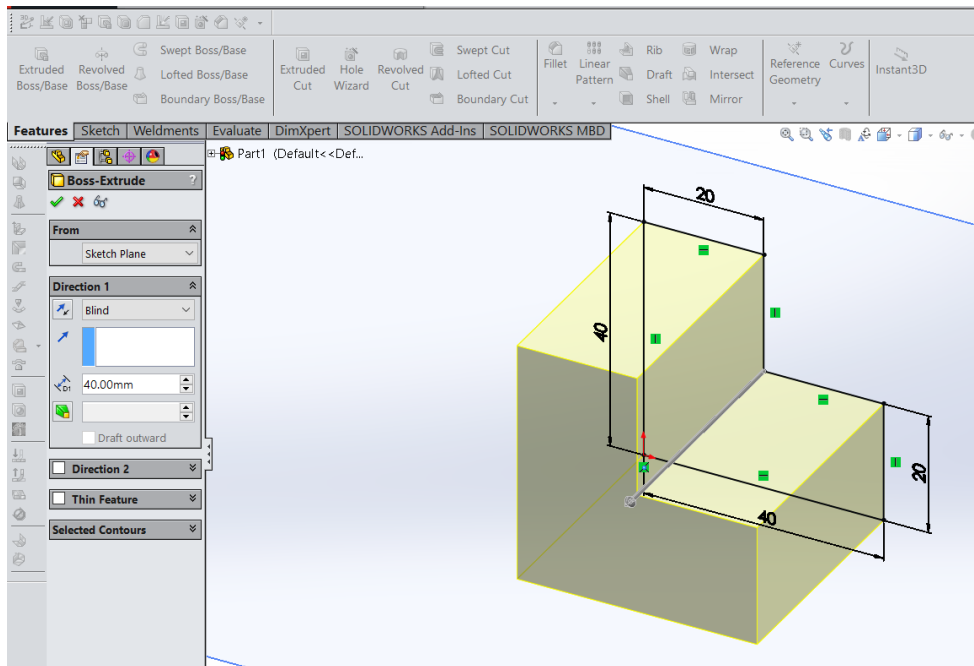 Extruded Boss/Base
Revolved Boss/Base
Swept Boss/Base
Lofted Boss/Base
Boundary Boss/Base
Extruded Cut
Hole Wizard
Revolved Cut
Swept Cut
Lofted Cut
Boundary Cut
Fillet
Linear Pattern
Rib
Draft
Shell
Wrap
Intersect
Mirror
Reference Geometry
Curves
Instant3D
Features Sketch Weldments Evaluate DimXpert SOLIDWORKS Add-Ins SOLIDWORKS MBD
Part1 (Default<<Def...
Boss-Extrude ?
From
Sketch Plane
Direction 1
Blind
D1 40.00mm
Draft outward
Direction 2
Thin Feature
Selected Contours
20
40
20
40